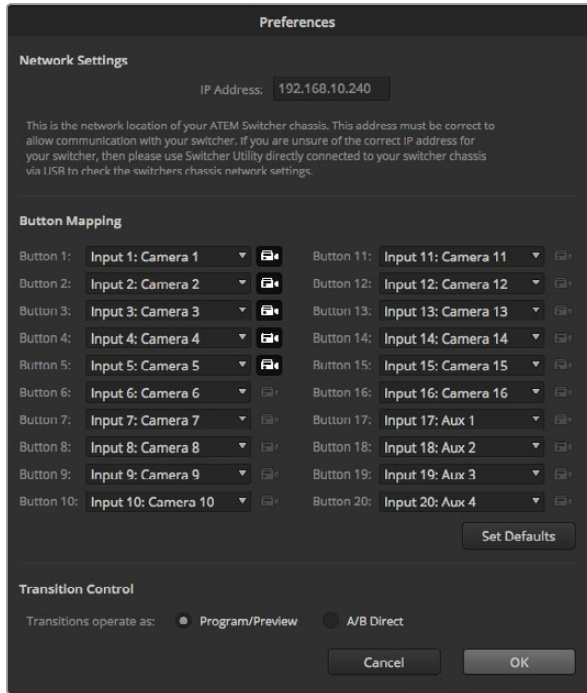 Preferences
Network Settings
IP Address: 192.168.10.240
This is the network location of your ATEM Switcher chassis. This address must be correct to
allow communication with your switcher. If you are unsure of the correct IP address for
your switcher, then please use Switcher Utility directly connected to your switcher chassis
via USB to check the switchers chassis network settings.
Button Mapping
Button 1: Input 1: Camera 1 Button 11: Input 11: Camera 11
Button 2: Input 2: Camera 2 Button 12: Input 12: Camera 12
Button 3: Input 3: Camera 3 Button 13: Input 13: Camera 13
Button 4: Input 4: Camera 4 Button 14: Input 14: Camera 14
Button 5: Input 5: Camera 5 Button 15: Input 15: Camera 15
Button 6: Input 6: Camera 6 Button 16: Input 16: Camera 16
Button 7: Input 7: Camera 7 Button 17: Input 17: Aux 1
Button 8: Input 8: Camera 8 Button 18: Input 18: Aux 2
Button 9: Input 9: Camera 9 Button 19: Input 19: Aux 3
Button 10: Input 10: Camera 10 Button 20: Input 20: Aux 4
Set Defaults
Transition Control
Transitions operate as: Program/Preview A/B Direct
Cancel OK